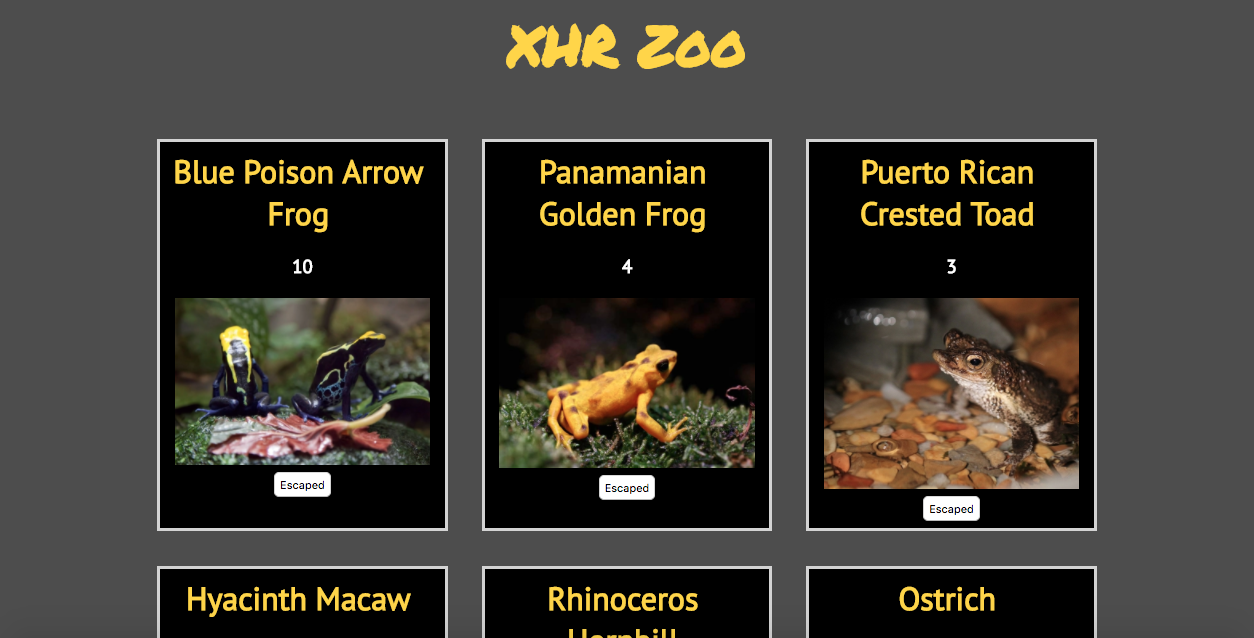 XHR Zoo
Blue Poison Arrow
Frog
10
Escaped
Panamanian
Golden Frog
4
Escaped
Puerto Rican
Crested Toad
3
Escaped
Hyacinth Macaw
Rhinoceros
Hornbill
Ostrich